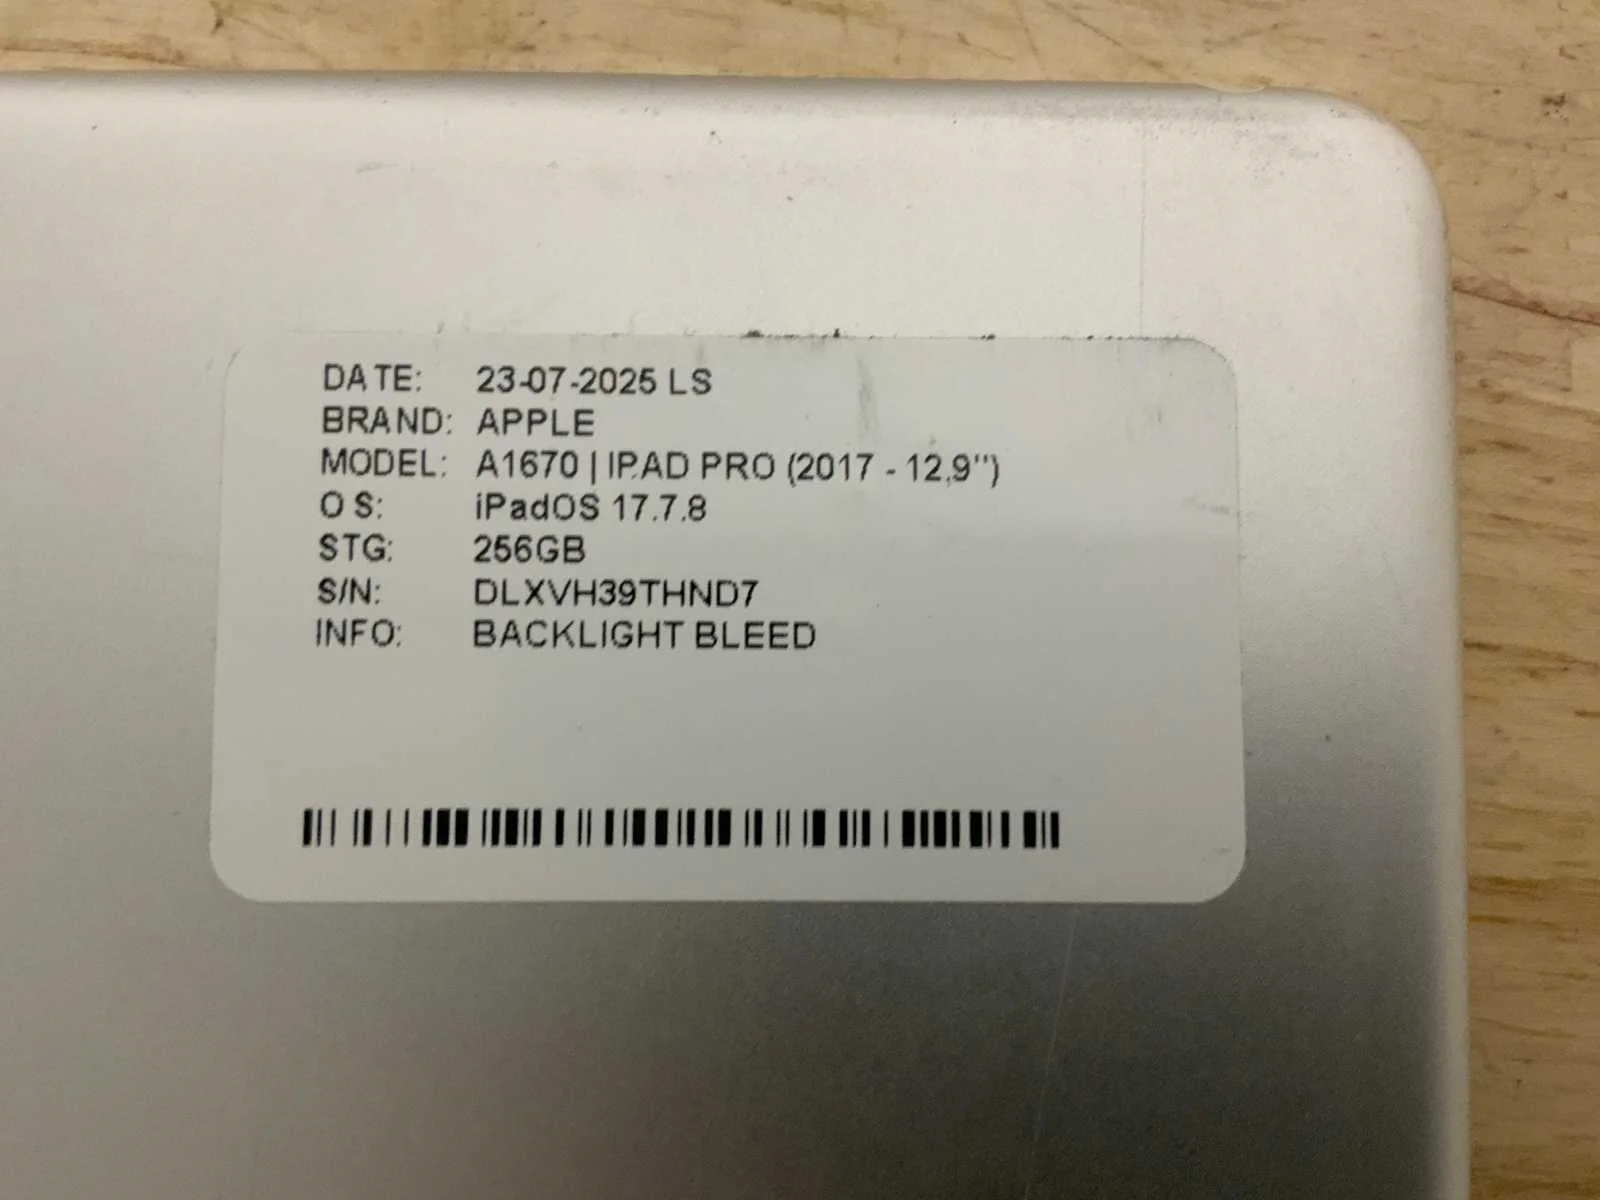 DATE: 23-07-2025 LS
BRAND: APPLE
MODEL: A1670 | IPAD PRO (2017 - 12,9")
OS: iPadOS 17.7.8
STG: 256GB
S/N: DLXVH39THND7
INFO: BACKLIGHT BLEED